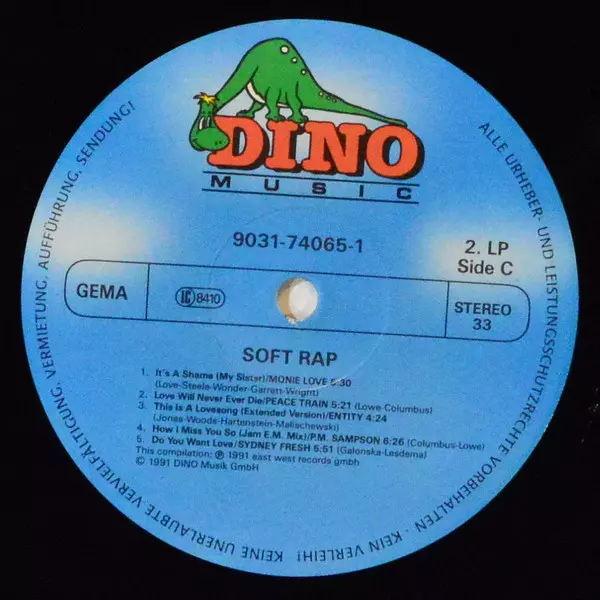 DINO
MUSIC
9031-74065-1
2. LP
Side C
GEMA
LC 8410
STEREO
33
SOFT RAP
1. It's A Shame (My Sister)/MONIE LOVE 5:30
(Love-Steele-Wonder-Garrett-Wright)
2. Love Will Never Ever Die/PEACE TRAIN 5:21 (Lowe-Columbus)
3. This Is A Lovesong (Extended Version)/ENTITY 4:24
(Jonas-Woods-Hartenstein-Malischewski)
4. How I Miss You So (Jam E.M. Mix)/P.M. SAMPSON 6:26 (Columbus-Lowe)
5. Do You Want Love/SYDNEY FRESH 5:51 (Galonska-Lesdema)
This compilation: ℗ 1991 east west records gmbh
© 1991 DINO Musik GmbH
ALLE URHEBER- UND LEISTUNGSSCHUTZRECHTE VORBEHALTEN · KEIN VERLEIH! KEINE UNERLAUBTE VERVIELFÄLTIGUNG, VERMIETUNG, AUFFÜHRUNG, SENDUNG!